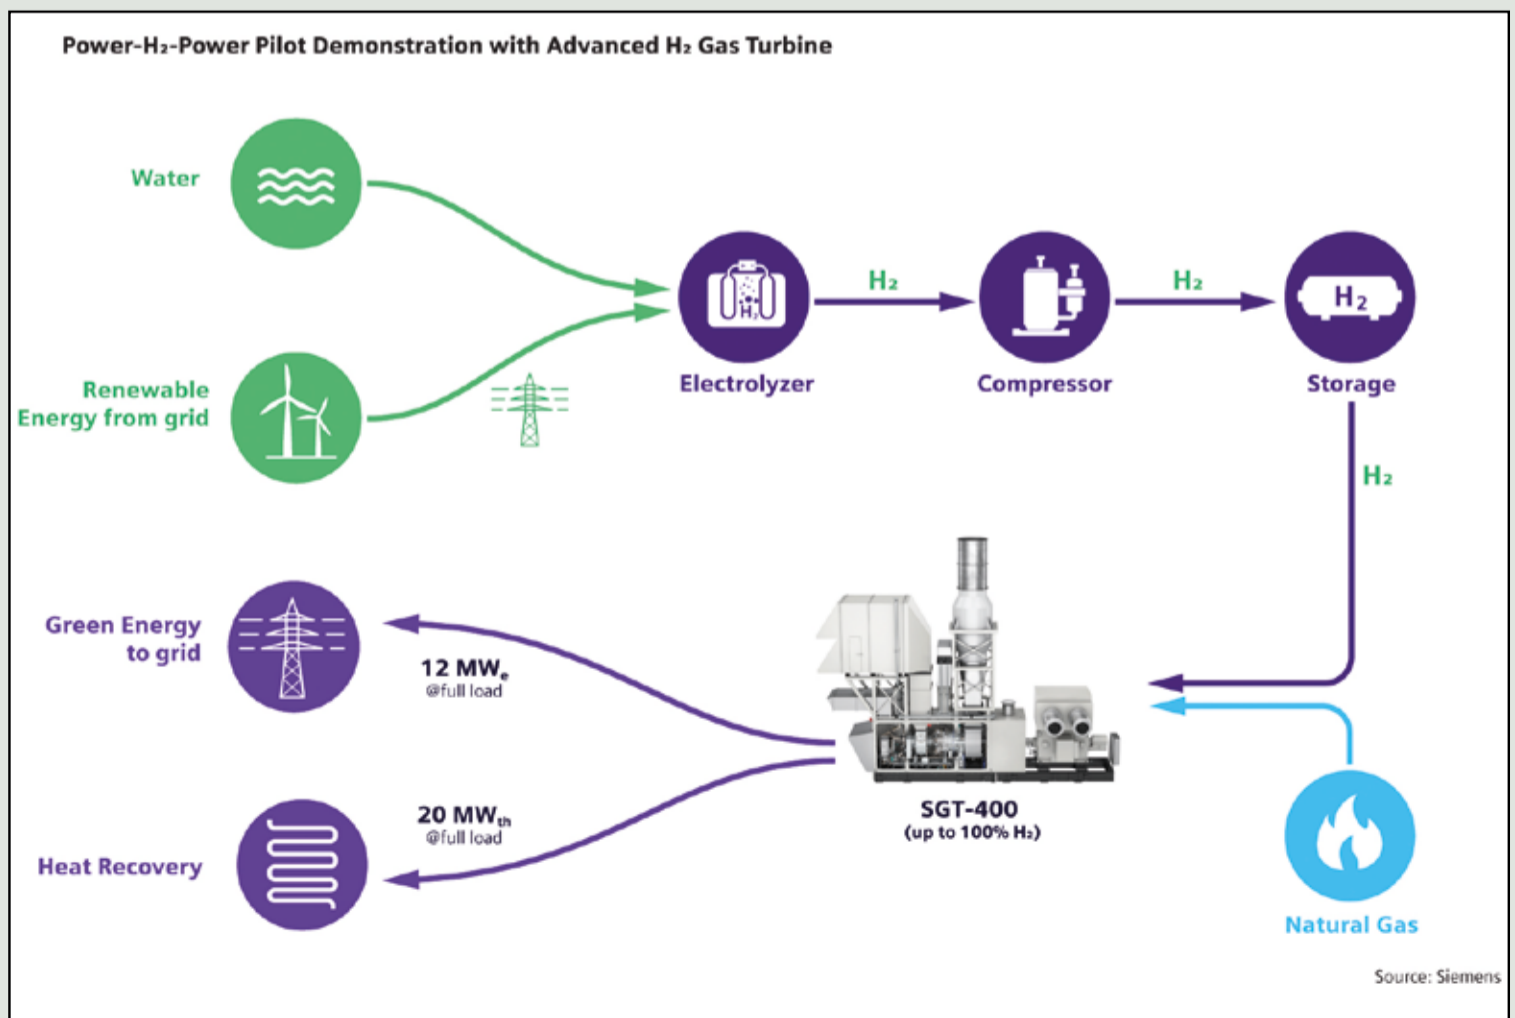 Power-H₂-Power Pilot Demonstration with Advanced H₂ Gas Turbine
Water
Renewable
Energy from grid
H₂
Electrolyzer
H₂
Compressor
H₂
H₂
Storage
H₂
Green Energy
to grid
12 MWₑ
@full load
20 MWth
@full load
Heat Recovery
SGT-400
(up to 100% H₂)
Natural Gas
Source: Siemens